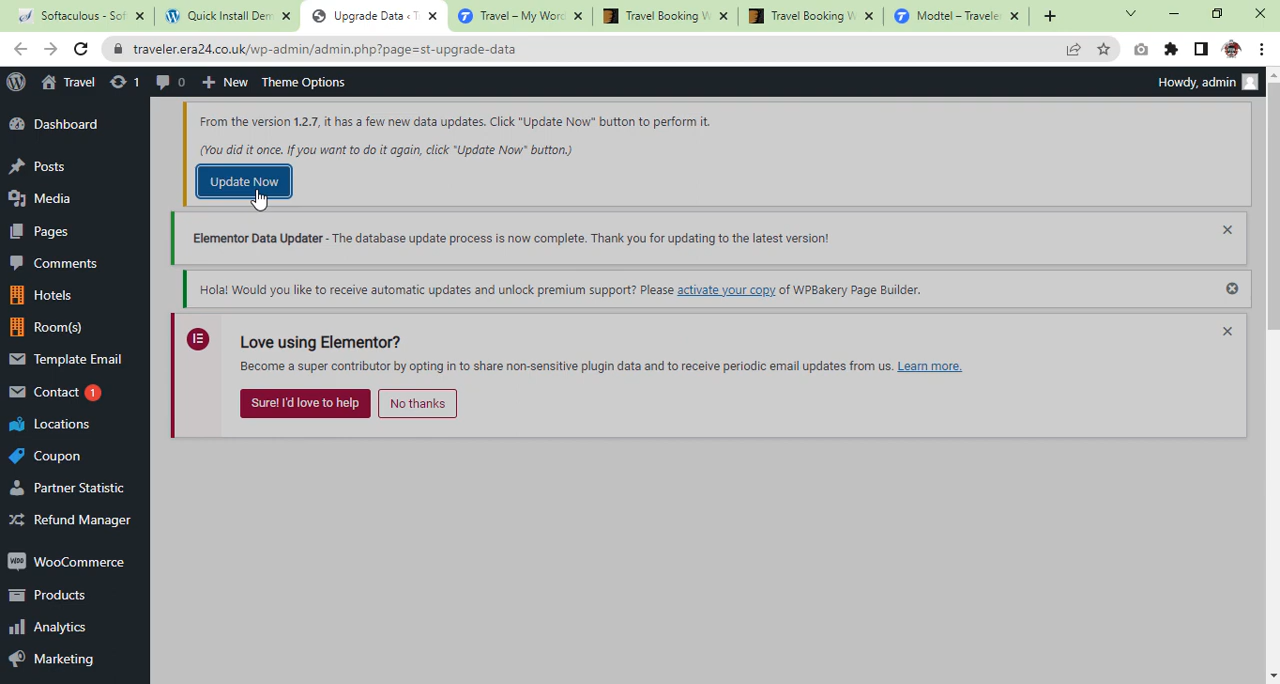 Softaculous - Sof
Quick Install Dem
Upgrade Data ‹ T
Travel – My Word
Travel Booking W
Travel Booking W
Modtel – Travele
traveler.era24.co.uk/wp-admin/admin.php?page=st-upgrade-data
Travel
1
0
New
Theme Options
Howdy, admin
Dashboard
Posts
Media
Pages
Comments
Hotels
Room(s)
Template Email
Contact 1
Locations
Coupon
Partner Statistic
Refund Manager
WooCommerce
Products
Analytics
Marketing
From the version 1.2.7, it has a few new data updates. Click "Update Now" button to perform it.
(You did it once. If you want to do it again, click "Update Now" button.)
Update Now
Elementor Data Updater - The database update process is now complete. Thank you for updating to the latest version!
Hola! Would you like to receive automatic updates and unlock premium support? Please activate your copy of WPBakery Page Builder.
Love using Elementor?
Become a super contributor by opting in to share non-sensitive plugin data and to receive periodic email updates from us. Learn more.
Sure! I'd love to help
No thanks